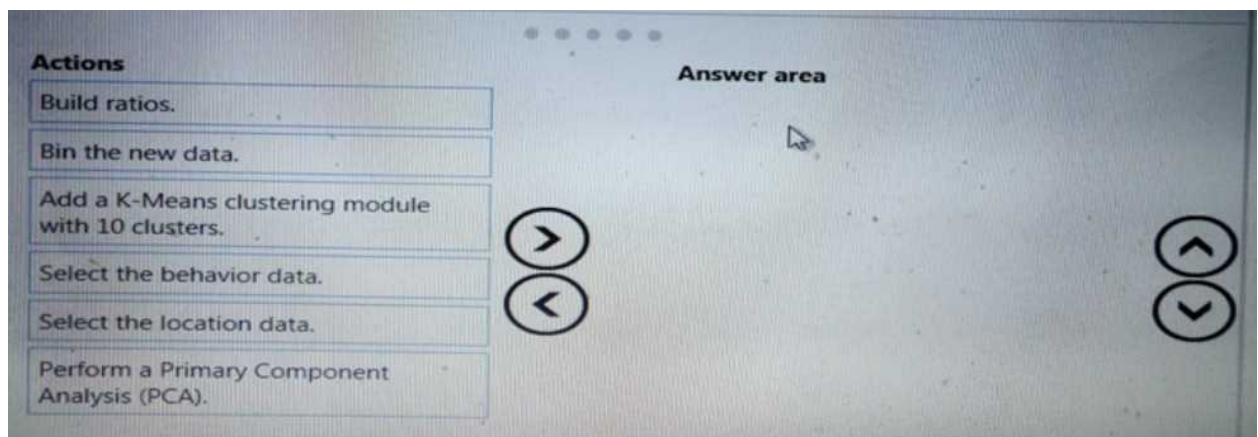 Actions
Answer area
Build ratios.
Bin the new data.
Add a K-Means clustering module
with 10 clusters.
Select the behavior data.
Select the location data.
Perform a Primary Component
Analysis (PCA).